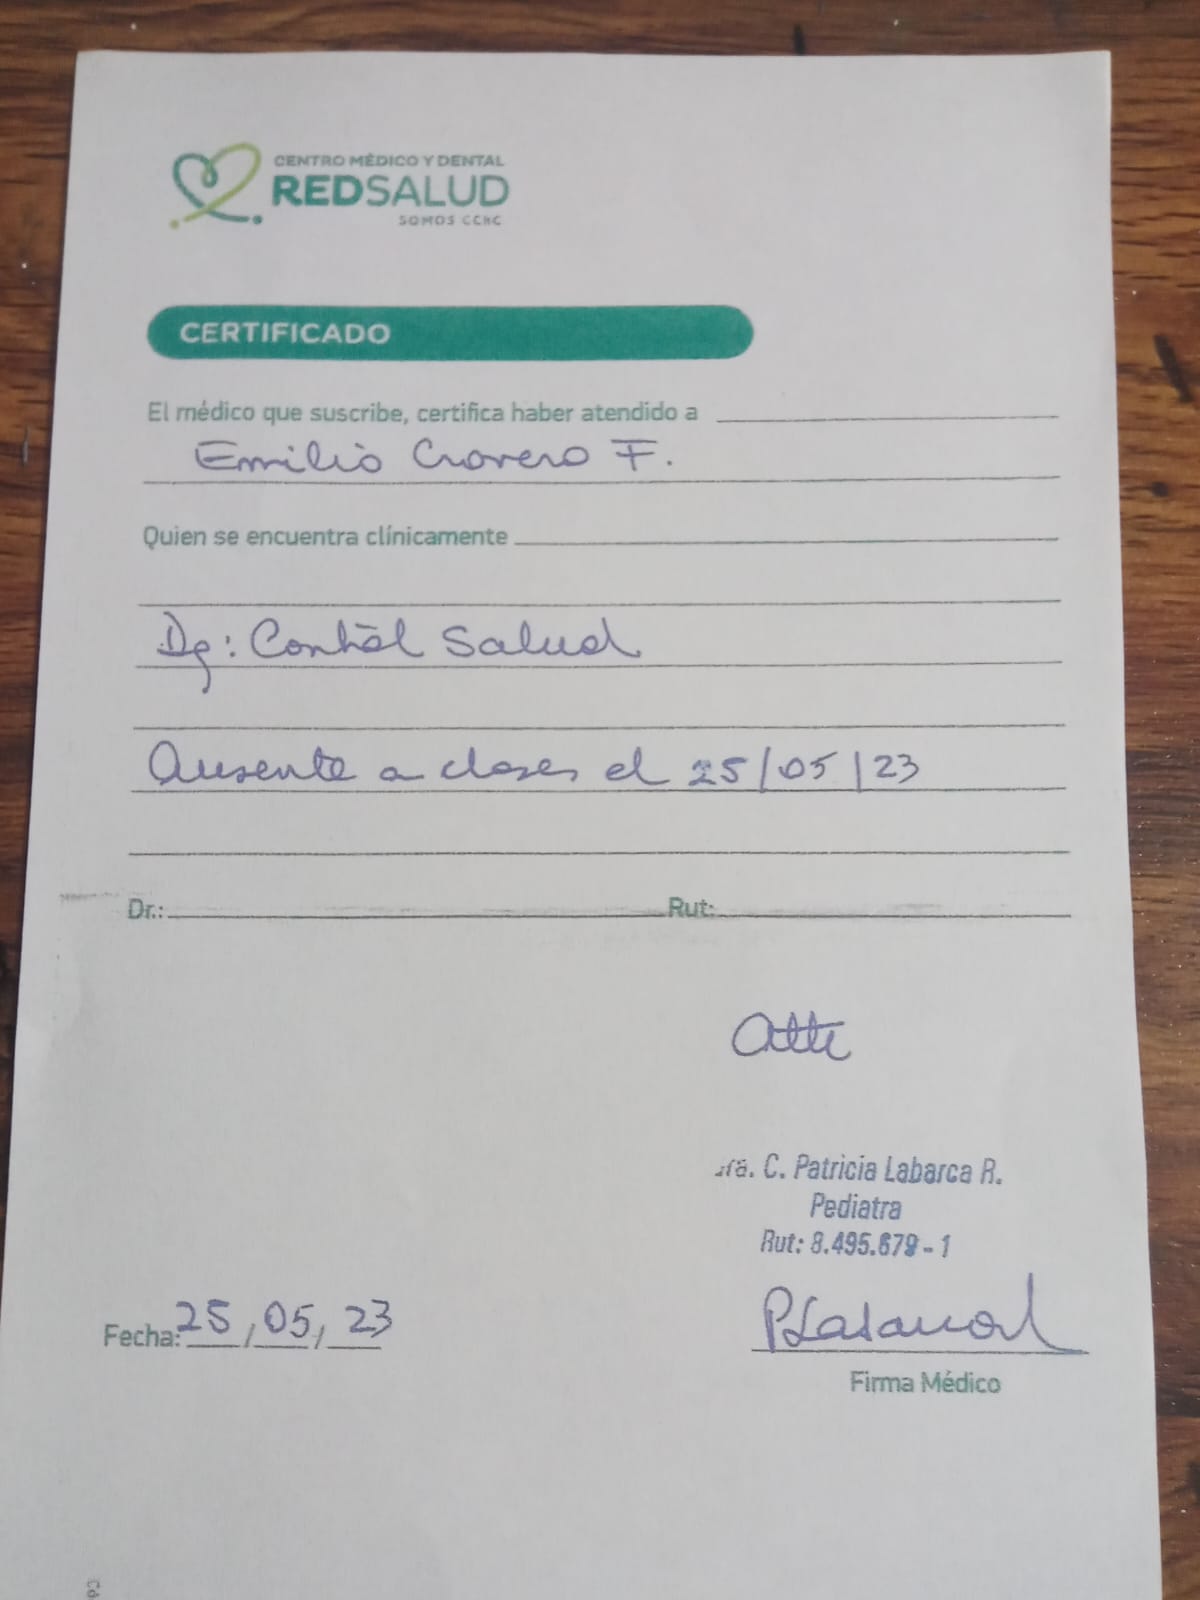 CENTRO MÉDICO Y DENTAL
REDSALUD
SOMOS CChC
CERTIFICADO
El médico que suscribe, certifica haber atendido a
Emilio Crovero F.
Quien se encuentra clínicamente
Dg: Control Salud
Ausente a clases el 25/05/23
Dr.: Rut:
Atte
Dra. C. Patricia Labarca R.
Pediatra
Rut: 8.495.679-1
Fecha: 25/05/23
Firma Médico